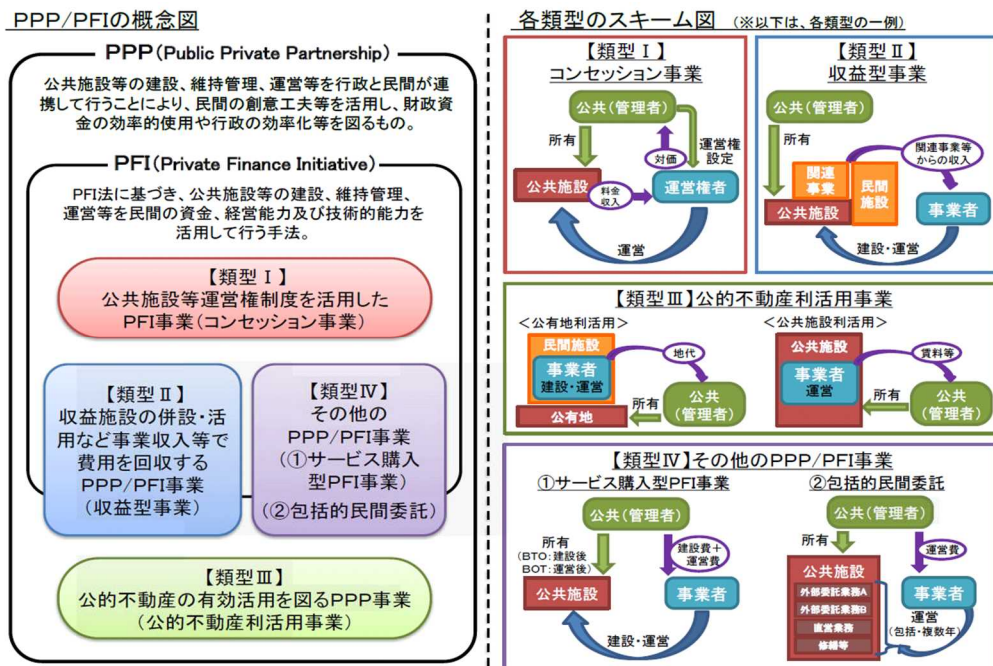 PPP/PFIの概念図
PPP(Public Private Partnership)
公共施設等の建設、維持管理、運営等を行政と民間が連
携して行うことにより、民間の創意工夫等を活用し、財政資
金の効率的使用や行政の効率化等を図るもの。
PFI(Private Finance Initiative)
PFI法に基づき、公共施設等の建設、維持管理、
運営等を民間の資金、経営能力及び技術的能力を
活用して行う手法。
【類型Ⅰ】
公共施設等運営権制度を活用した
PFI事業(コンセッション事業)
【類型Ⅱ】
収益施設の併設・活
用など事業収入等で
費用を回収する
PPP/PFI事業
(収益型事業)
【類型Ⅳ】
その他の
PPP/PFI事業
(①サービス購入
型PFI事業)
(②包括的民間委託)
【類型Ⅲ】
公的不動産の有効活用を図るPPP事業
(公的不動産利活用事業)
各類型のスキーム図 (※以下は、各類型の一例)
【類型Ⅰ】
コンセッション事業
公共(管理者)
所有
対価
運営権
設定
公共施設
料金
収入
運営権者
運営
【類型Ⅱ】
収益型事業
公共(管理者)
所有
関連事業等
からの収入
関連
事業
民間
施設
公共施設
事業者
建設・運営
【類型Ⅲ】公的不動産利活用事業
<公有地利活用>
民間施設
事業者
建設・運営
公有地
地代
所有
公共
(管理者)
<公共施設利活用>
公共施設
事業者
運営
賃料等
所有
公共
(管理者)
【類型Ⅳ】その他のPPP/PFI事業
①サービス購入型PFI事業
公共(管理者)
所有
(BTO:建設後
BOT:運営後)
建設費+
運営費
公共施設
事業者
建設・運営
②包括的民間委託
公共(管理者)
所有
運営費
公共施設
外部委託業務A
外部委託業務B
直営業務
修繕等
事業者
運営
(包括・複数年)